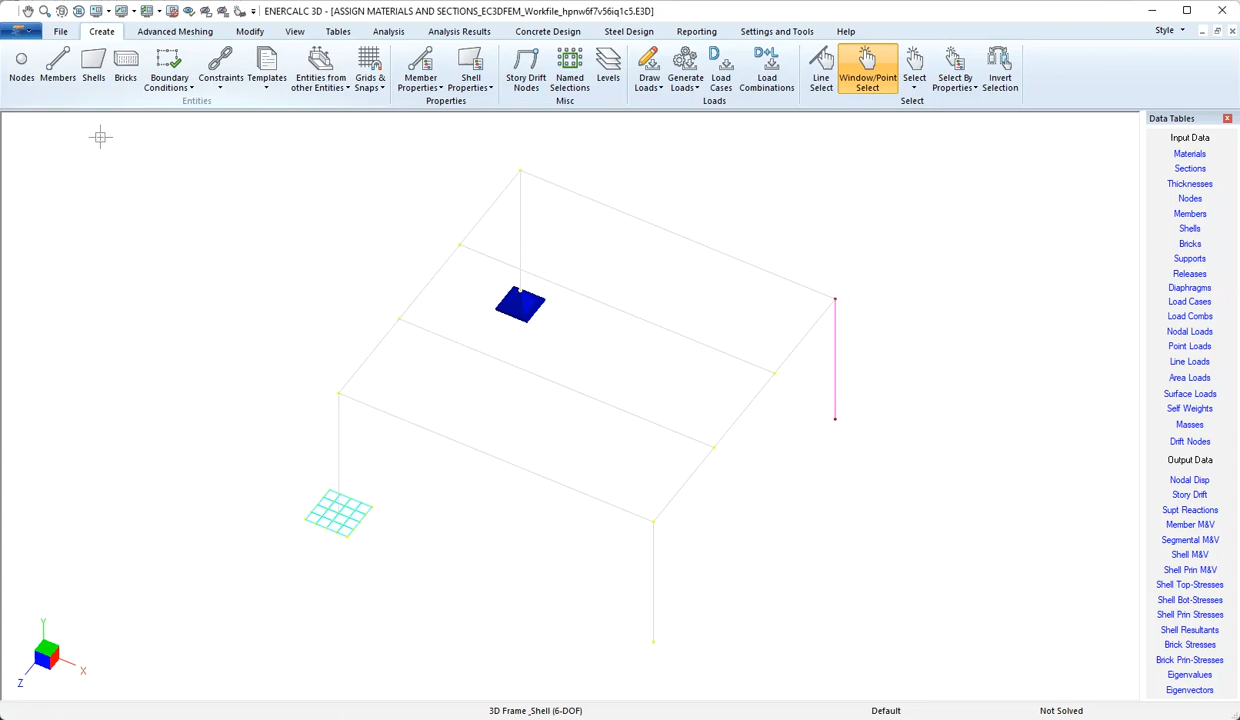 ENERCALC 3D - [ASSIGN MATERIALS AND SECTIONS_EC3DFEM_Workfile_hpnw6f7v56iq1c5.E3D]
File Create Advanced Meshing Modify View Tables Analysis Analysis Results Concrete Design Steel Design Reporting Settings and Tools Help Style
Nodes Members Shells Bricks Boundary Conditions Constraints Templates Entities from other Entities Grids & Snaps Member Properties Shell Properties Story Drift Nodes Named Selections Levels Draw Loads Generate Loads Load Cases Load Combinations Line Select Window/Point Select Select Select By Properties Invert Selection
Entities Properties Misc Loads Select
Data Tables
Input Data
Materials
Sections
Thicknesses
Nodes
Members
Shells
Bricks
Supports
Releases
Diaphragms
Load Cases
Load Combs
Nodal Loads
Point Loads
Line Loads
Area Loads
Surface Loads
Self Weights
Masses
Drift Nodes
Output Data
Nodal Disp
Story Drift
Supt Reactions
Member M&V
Segmental M&V
Shell M&V
Shell Prin M&V
Shell Top-Stresses
Shell Bot-Stresses
Shell Prin Stresses
Shell Resultants
Brick Stresses
Brick Prin-Stresses
Eigenvalues
Eigenvectors
Y
X
Z
3D Frame_Shell (6-DOF) Default Not Solved